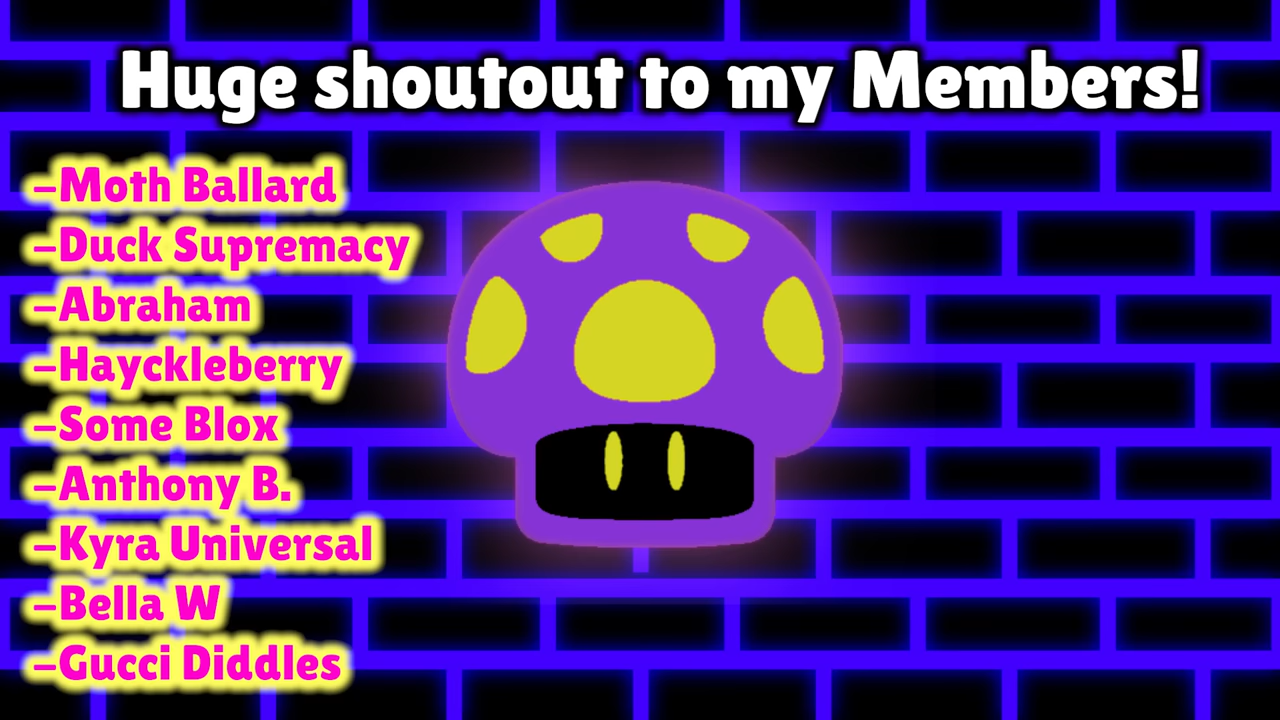 Huge shoutout to my Members!
-Moth Ballard
-Duck Supremacy
-Abraham
-Hayckleberry
-Some Blox
-Anthony B.
-Kyra Universal
-Bella W
-Gucci Diddles